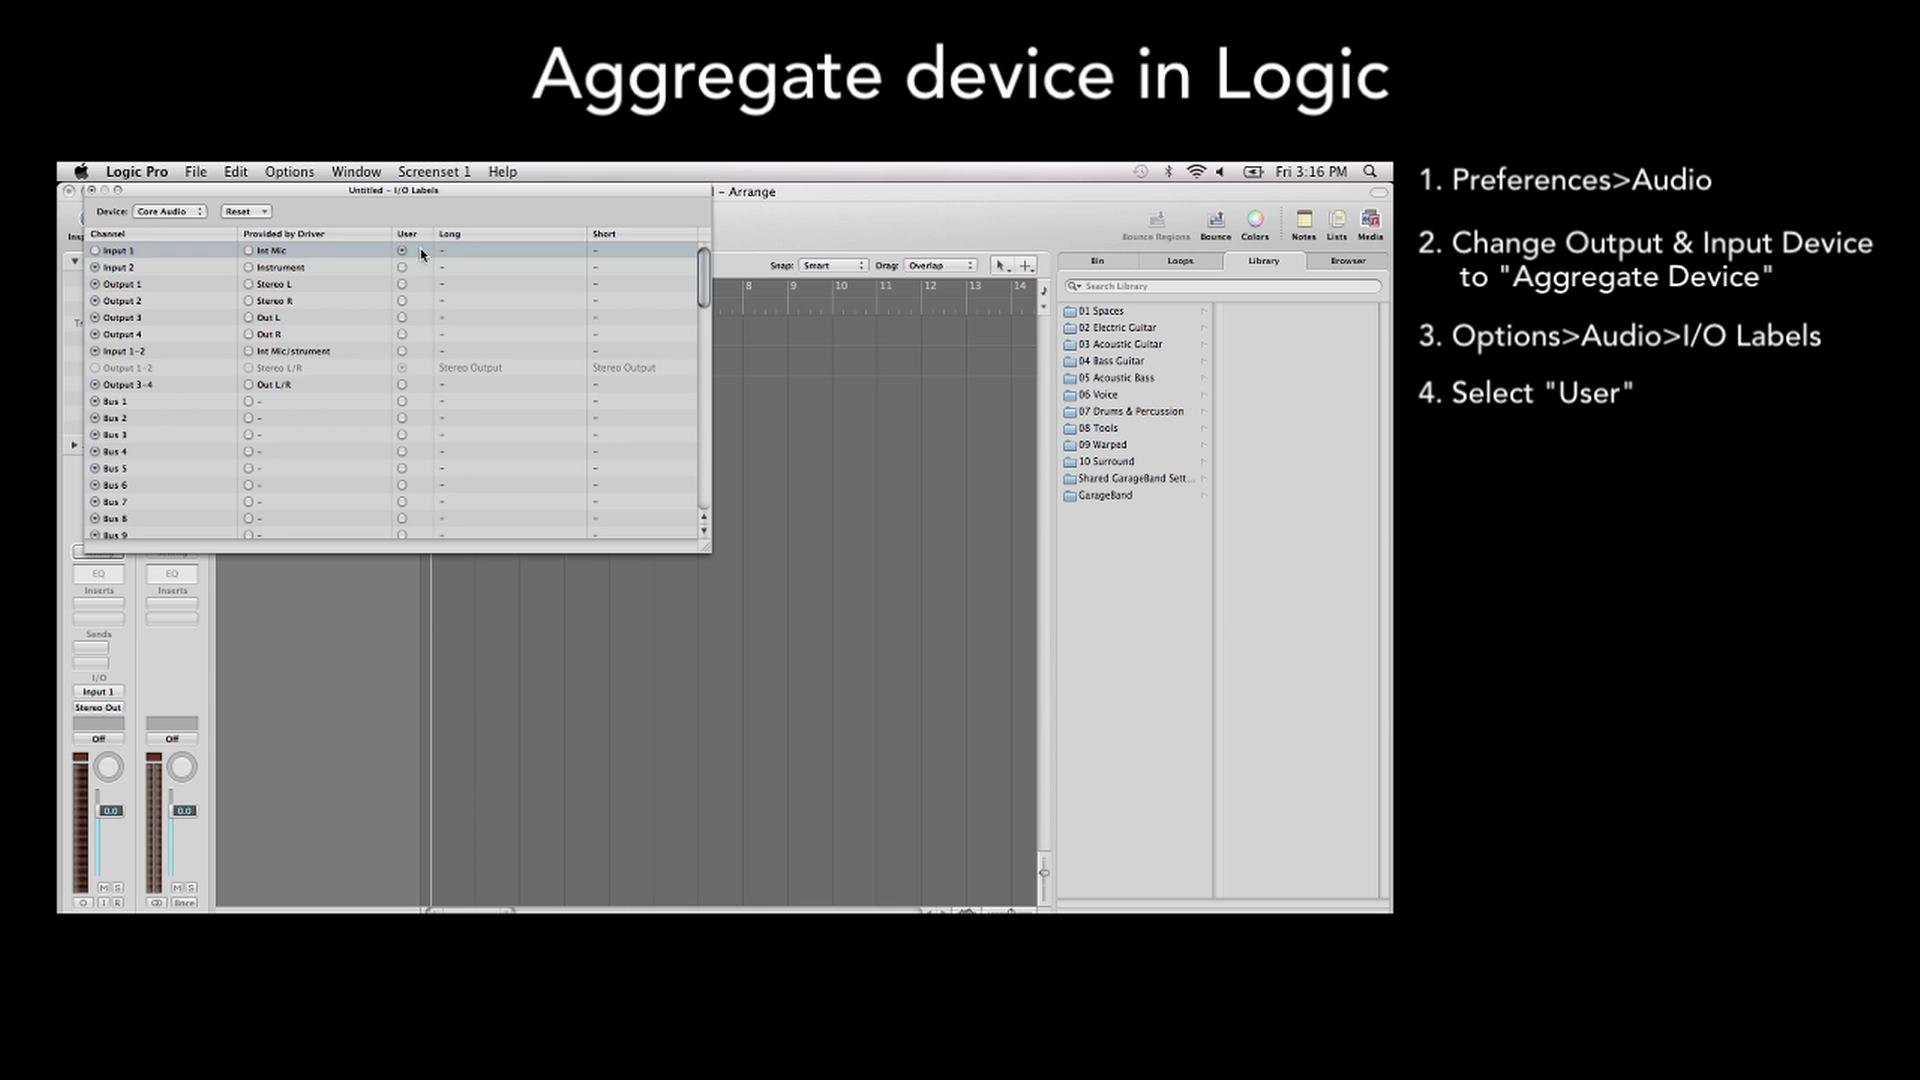 Aggregate device in Logic
Logic Pro File Edit Options Window Screenset 1 Help Fri 3:16 PM
Untitled - I/O Labels
- Arrange
Device: Core Audio Reset
Channel Provided by Driver User Long Short
Input 1 Int Mic - -
Input 2 Instrument - -
Output 1 Stereo L - -
Output 2 Stereo R - -
Output 3 Out L - -
Output 4 Out R - -
Input 1-2 Int Mic/strument - -
Output 1-2 Stereo L/R Stereo Output Stereo Output
Output 3-4 Out L/R - -
Bus 1 - - -
Bus 2 - - -
Bus 3 - - -
Bus 4 - - -
Bus 5 - - -
Bus 6 - - -
Bus 7 - - -
Bus 8 - - -
Bus 9 - - -
Bounce Regions Bounce Colors Notes Lists Media
Snap: Smart Drag: Overlap
8 9 10 11 12 13 14
Bin Loops Library Browser
Search Library
01 Spaces
02 Electric Guitar
03 Acoustic Guitar
04 Bass Guitar
05 Acoustic Bass
06 Voice
07 Drums & Percussion
08 Tools
09 Warped
10 Surround
Shared GarageBand Sett...
GarageBand
EQ EQ
Inserts Inserts
Sends
I/O
Input 1
Stereo Out
Off Off
0.0 0.0
M S M S
I R Bnce
1. Preferences>Audio
2. Change Output & Input Device
to "Aggregate Device"
3. Options>Audio>I/O Labels
4. Select "User"